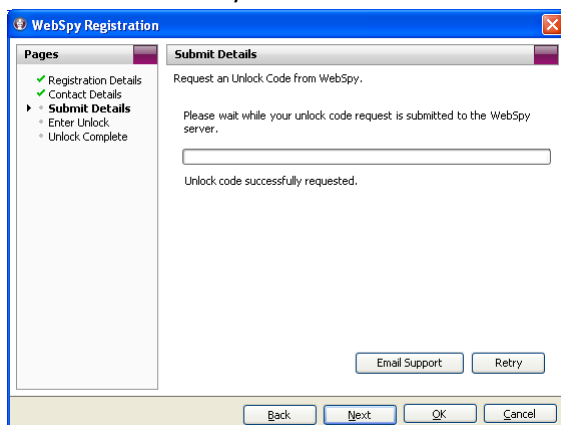 WebSpy Registration
Pages
Registration Details
Contact Details
Submit Details
Enter Unlock
Unlock Complete
Submit Details
Request an Unlock Code from WebSpy.
Please wait while your unlock code request is submitted to the WebSpy
server.
Unlock code successfully requested.
Email Support
Retry
Back
Next
OK
Cancel